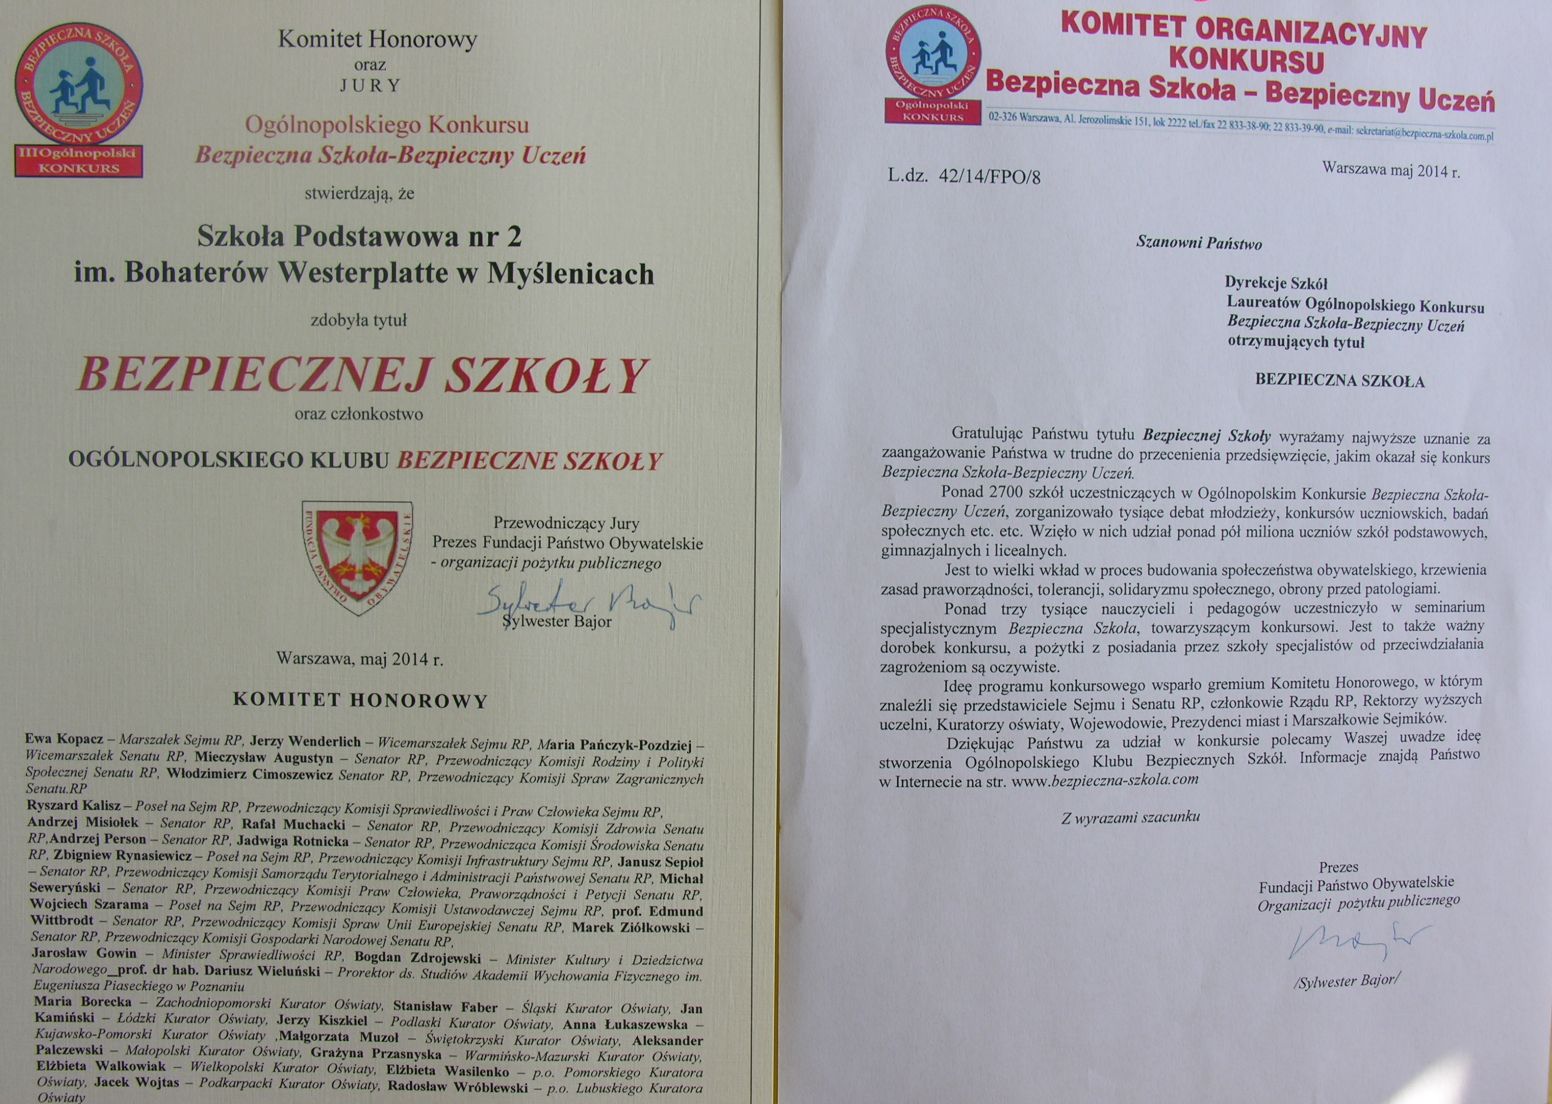 BEZPIECZNA SZKOŁA
BEZPIECZNY UCZEŃ
III Ogólnopolski
KONKURS
Komitet Honorowy
oraz
JURY
Ogólnopolskiego Konkursu
Bezpieczna Szkoła-Bezpieczny Uczeń
stwierdzają, że
Szkoła Podstawowa nr 2
im. Bohaterów Westerplatte w Myślenicach
zdobyła tytuł
BEZPIECZNEJ SZKOŁY
oraz członkostwo
OGÓLNOPOLSKIEGO KLUBU BEZPIECZNE SZKOŁY
FUNDACJA PAŃSTWO OBYWATELSKIE
Przewodniczący Jury
Prezes Fundacji Państwo Obywatelskie
- organizacji pożytku publicznego
Sylwester Bajor
Sylwester Bajor
Warszawa, maj 2014 r.
KOMITET HONOROWY
Ewa Kopacz – Marszałek Sejmu RP, Jerzy Wenderlich – Wicemarszałek Sejmu RP, Maria Pańczyk-Pozdziej –
Wicemarszałek Senatu RP, Mieczysław Augustyn – Senator RP, Przewodniczący Komisji Rodziny i Polityki
Społecznej Senatu RP, Włodzimierz Cimoszewicz Senator RP, Przewodniczący Komisji Spraw Zagranicznych
Senatu.RP
Ryszard Kalisz – Poseł na Sejm RP, Przewodniczący Komisji Sprawiedliwości i Praw Człowieka Sejmu RP,
Andrzej Misiołek – Senator RP, Rafał Muchacki – Senator RP, Przewodniczący Komisji Zdrowia Senatu
RP,Andrzej Person – Senator RP, Jadwiga Rotnicka – Senator RP, Przewodnicząca Komisji Środowiska Senatu
RP, Zbigniew Rynasiewicz – Poseł na Sejm RP, Przewodniczący Komisji Infrastruktury Sejmu RP, Janusz Sepioł
– Senator RP, Przewodniczący Komisji Samorządu Terytorialnego i Administracji Państwowej Senatu RP, Michał
Seweryński – Senator RP, Przewodniczący Komisji Praw Człowieka, Praworządności i Petycji Senatu RP,
Wojciech Szarama – Poseł na Sejm RP, Przewodniczący Komisji Ustawodawczej Sejmu RP, prof. Edmund
Wittbrodt – Senator RP, Przewodniczący Komisji Spraw Unii Europejskiej Senatu RP, Marek Ziółkowski –
Senator RP, Przewodniczący Komisji Gospodarki Narodowej Senatu RP,
Jarosław Gowin – Minister Sprawiedliwości RP, Bogdan Zdrojewski – Minister Kultury i Dziedzictwa
Narodowego_prof. dr hab. Dariusz Wieluński – Prorektor ds. Studiów Akademii Wychowania Fizycznego im.
Eugeniusza Piaseckiego w Poznaniu
Maria Borecka – Zachodniopomorski Kurator Oświaty, Stanisław Faber – Śląski Kurator Oświaty, Jan
Kamiński – Łódzki Kurator Oświaty, Jerzy Kiszkiel – Podlaski Kurator Oświaty, Anna Łukaszewska –
Kujawsko-Pomorski Kurator Oświaty ,Małgorzata Muzoł – Świętokrzyski Kurator Oświaty, Aleksander
Palczewski – Małopolski Kurator Oświaty, Grażyna Przasnyska – Warmińsko-Mazurski Kurator Oświaty,
Elżbieta Walkowiak – Wielkopolski Kurator Oświaty, Elżbieta Wasilenko – p.o. Pomorskiego Kuratora
Oświaty, Jacek Wojtas – Podkarpacki Kurator Oświaty, Radosław Wróblewski – p.o. Lubuskiego Kuratora
Oświaty
BEZPIECZNA SZKOŁA
BEZPIECZNY UCZEŃ
Ogólnopolski
KONKURS
KOMITET ORGANIZACYJNY
KONKURSU
Bezpieczna Szkoła – Bezpieczny Uczeń
02-326 Warszawa, Al. Jerozolimskie 151, lok 2222 tel./fax 22 833-38-90; 22 833-39-90, e-mail: sekretariat@bezpieczna-szkola.com.pl
Warszawa maj 2014 r.
L.dz. 42/14/FPO/8
Szanowni Państwo
Dyrekcje Szkół
Laureatów Ogólnopolskiego Konkursu
Bezpieczna Szkoła-Bezpieczny Uczeń
otrzymujących tytuł
BEZPIECZNA SZKOŁA
Gratulując Państwu tytułu Bezpiecznej Szkoły wyrażamy najwyższe uznanie za
zaangażowanie Państwa w trudne do przecenienia przedsięwzięcie, jakim okazał się konkurs
Bezpieczna Szkoła-Bezpieczny Uczeń.
Ponad 2700 szkół uczestniczących w Ogólnopolskim Konkursie Bezpieczna Szkoła-
Bezpieczny Uczeń, zorganizowało tysiące debat młodzieży, konkursów uczniowskich, badań
społecznych etc. etc. Wzięło w nich udział ponad pół miliona uczniów szkół podstawowych,
gimnazjalnych i licealnych.
Jest to wielki wkład w proces budowania społeczeństwa obywatelskiego, krzewienia
zasad praworządności, tolerancji, solidaryzmu społecznego, obrony przed patologiami.
Ponad trzy tysiące nauczycieli i pedagogów uczestniczyło w seminarium
specjalistycznym Bezpieczna Szkoła, towarzyszącym konkursowi. Jest to także ważny
dorobek konkursu, a pożytki z posiadania przez szkoły specjalistów od przeciwdziałania
zagrożeniom są oczywiste.
Ideę programu konkursowego wsparło gremium Komitetu Honorowego, w którym
znaleźli się przedstawiciele Sejmu i Senatu RP, członkowie Rządu RP, Rektorzy wyższych
uczelni, Kuratorzy oświaty, Wojewodowie, Prezydenci miast i Marszałkowie Sejmików.
Dziękując Państwu za udział w konkursie polecamy Waszej uwadze ideę
stworzenia Ogólnopolskiego Klubu Bezpiecznych Szkół. Informacje znajdą Państwo
w Internecie na str. www.bezpieczna-szkola.com
Z wyrazami szacunku
Prezes
Fundacji Państwo Obywatelskie
Organizacji pożytku publicznego
Bajor
/Sylwester Bajor/